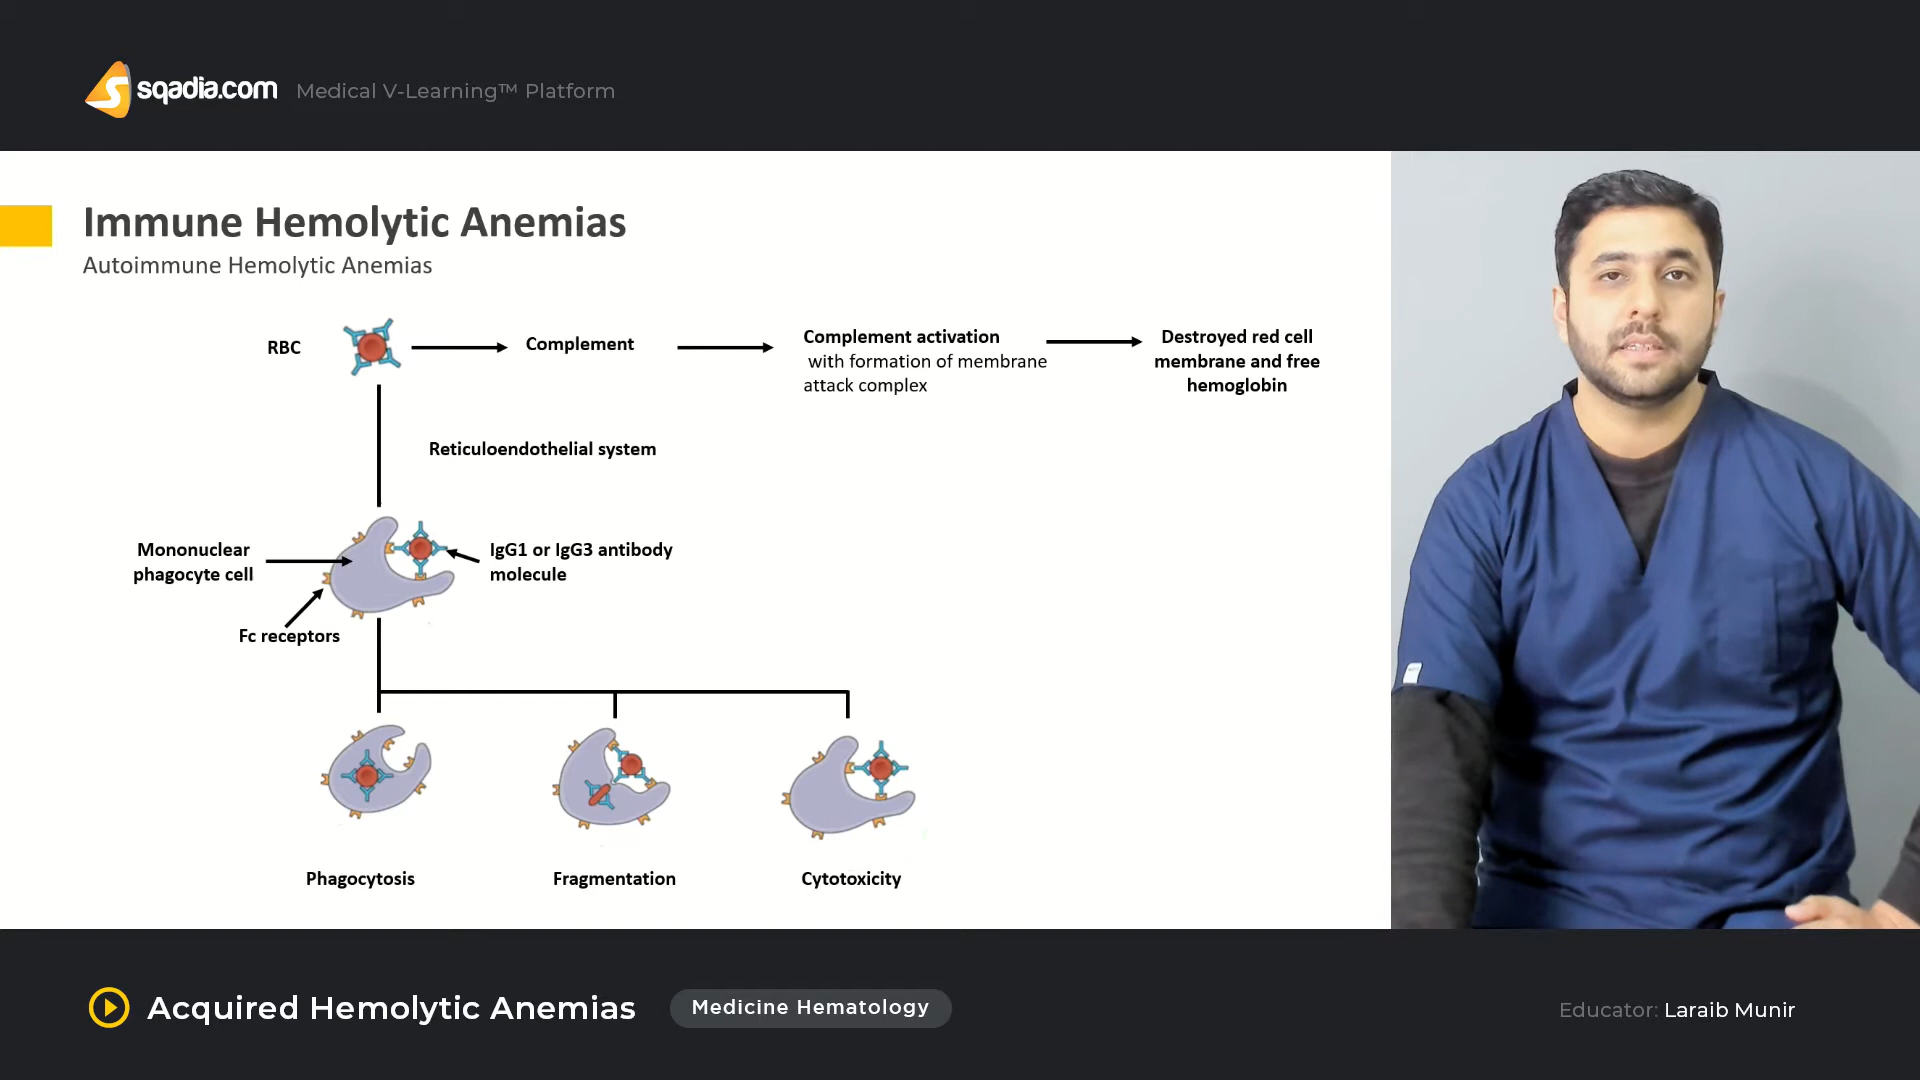 sqadia.com Medical V-Learning™ Platform
Immune Hemolytic Anemias
Autoimmune Hemolytic Anemias
RBC
Complement
Complement activation
with formation of membrane
attack complex
Destroyed red cell
membrane and free
hemoglobin
Reticuloendothelial system
Mononuclear
phagocyte cell
IgG1 or IgG3 antibody
molecule
Fc receptors
Phagocytosis
Fragmentation
Cytotoxicity
Acquired Hemolytic Anemias
Medicine Hematology
Educator: Laraib Munir